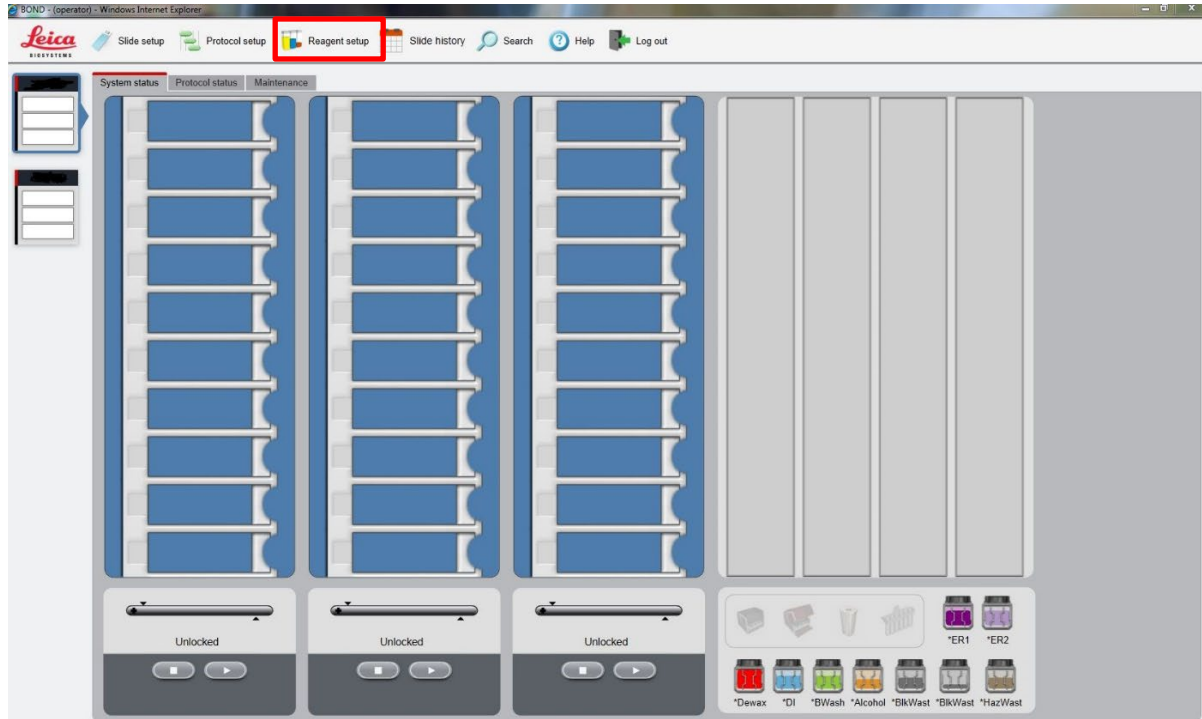 BOND - (operator) - Windows Internet Explorer
Leica
BIOSYSTEMS
Slide setup
Protocol setup
Reagent setup
Slide history
Search
Help
Log out
System status
Protocol status
Maintenance
Unlocked
Unlocked
Unlocked
*ER1
*ER2
*Dewax
*DI
*BWash
*Alcohol
*BlkWast
*BlkWast
*HazWast